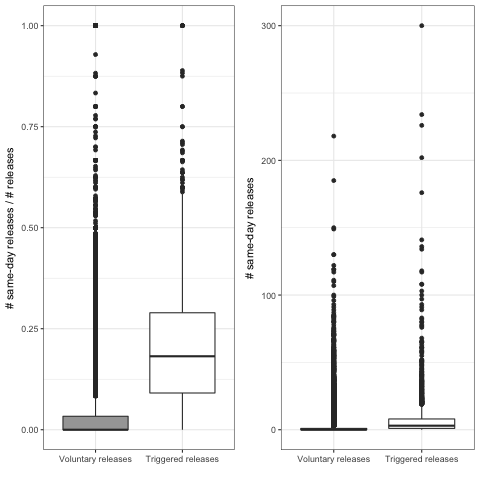 # same-day releases / # releases
1.00
0.75
0.50
0.25
0.00
Voluntary releases
Triggered releases
# same-day releases
300
200
100
0
Voluntary releases
Triggered releases